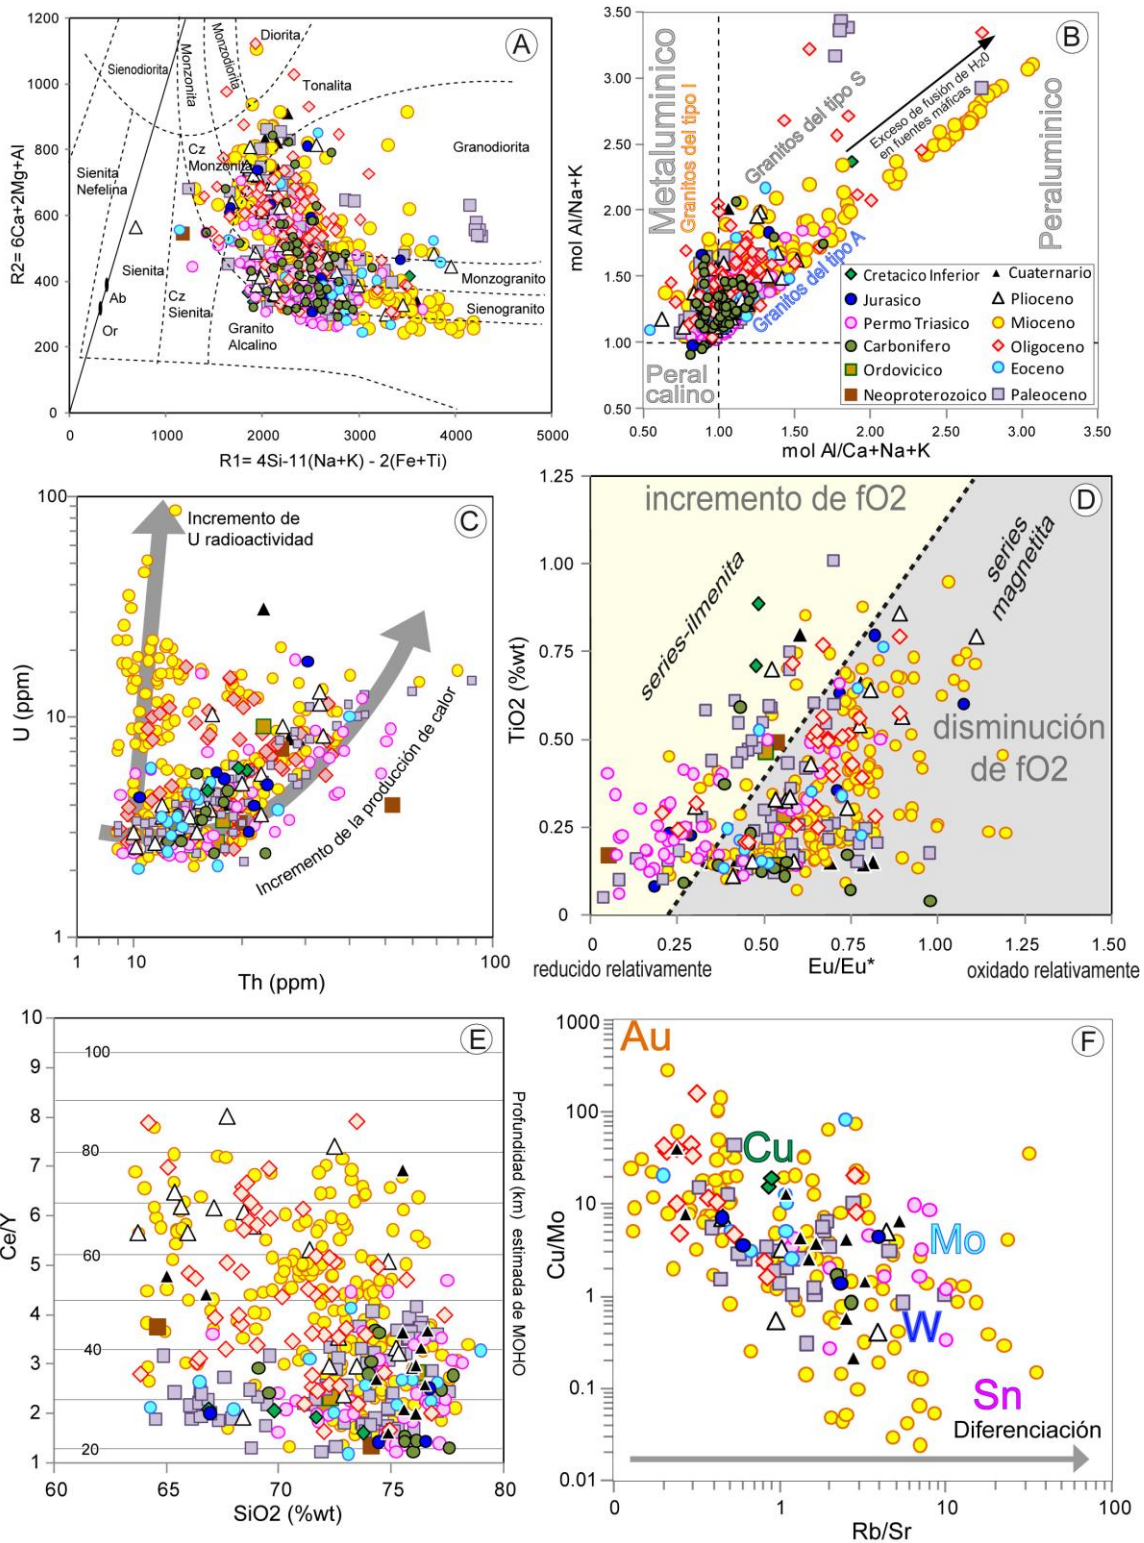 A
1200
1000
800
600
400
200
0
0
1000
2000
3000
4000
5000
R2= 6Ca+2Mg+Al
R1= 4Si-11(Na+K) - 2(Fe+Ti)
Sienodiorita
Monzonita
Monzodiorita
Diorita
Tonalita
Granodiorita
Cz
Monzonita
Sienita
Nefelina
Sienita
Cz
Sienita
Granito
Alcalino
Monzogranito
Sienogranito
Ab
Or
B
3.50
3.00
2.50
2.00
1.50
1.00
0.50
0.50
1.00
1.50
2.00
2.50
3.00
3.50
mol Al/Na+K
mol Al/Ca+Na+K
Metaluminico
Granitos del tipo I
Granitos del tipo S
Granitos del tipo A
Exceso de fusión de H20
en fuentes máficas
Peraluminico
Peral
calino
Cretacico Inferior
Jurasico
Permo Triasico
Carbonifero
Ordovicico
Neoproterozoico
Cuaternario
Plioceno
Mioceno
Oligoceno
Eoceno
Paleoceno
C
100
10
1
1
10
100
U (ppm)
Th (ppm)
Incremento de
U radioactividad
Incremento de la producción de calor
D
1.25
1.00
0.75
0.50
0.25
0
0
0.25
0.50
0.75
1.00
1.25
1.50
TiO2 (%wt)
Eu/Eu*
reducido relativamente
oxidado relativamente
incremento de fO2
series-ilmenita
series
magnetita
disminución
de fO2
E
10
9
8
7
6
5
4
3
2
1
60
65
70
75
80
100
80
60
40
20
Ce/Y
SiO2 (%wt)
Profundidad (km) estimada de MOHO
F
1000
100
10
1
0.1
0.01
0
1
10
100
Cu/Mo
Rb/Sr
Au
Cu
Mo
W
Sn
Diferenciación